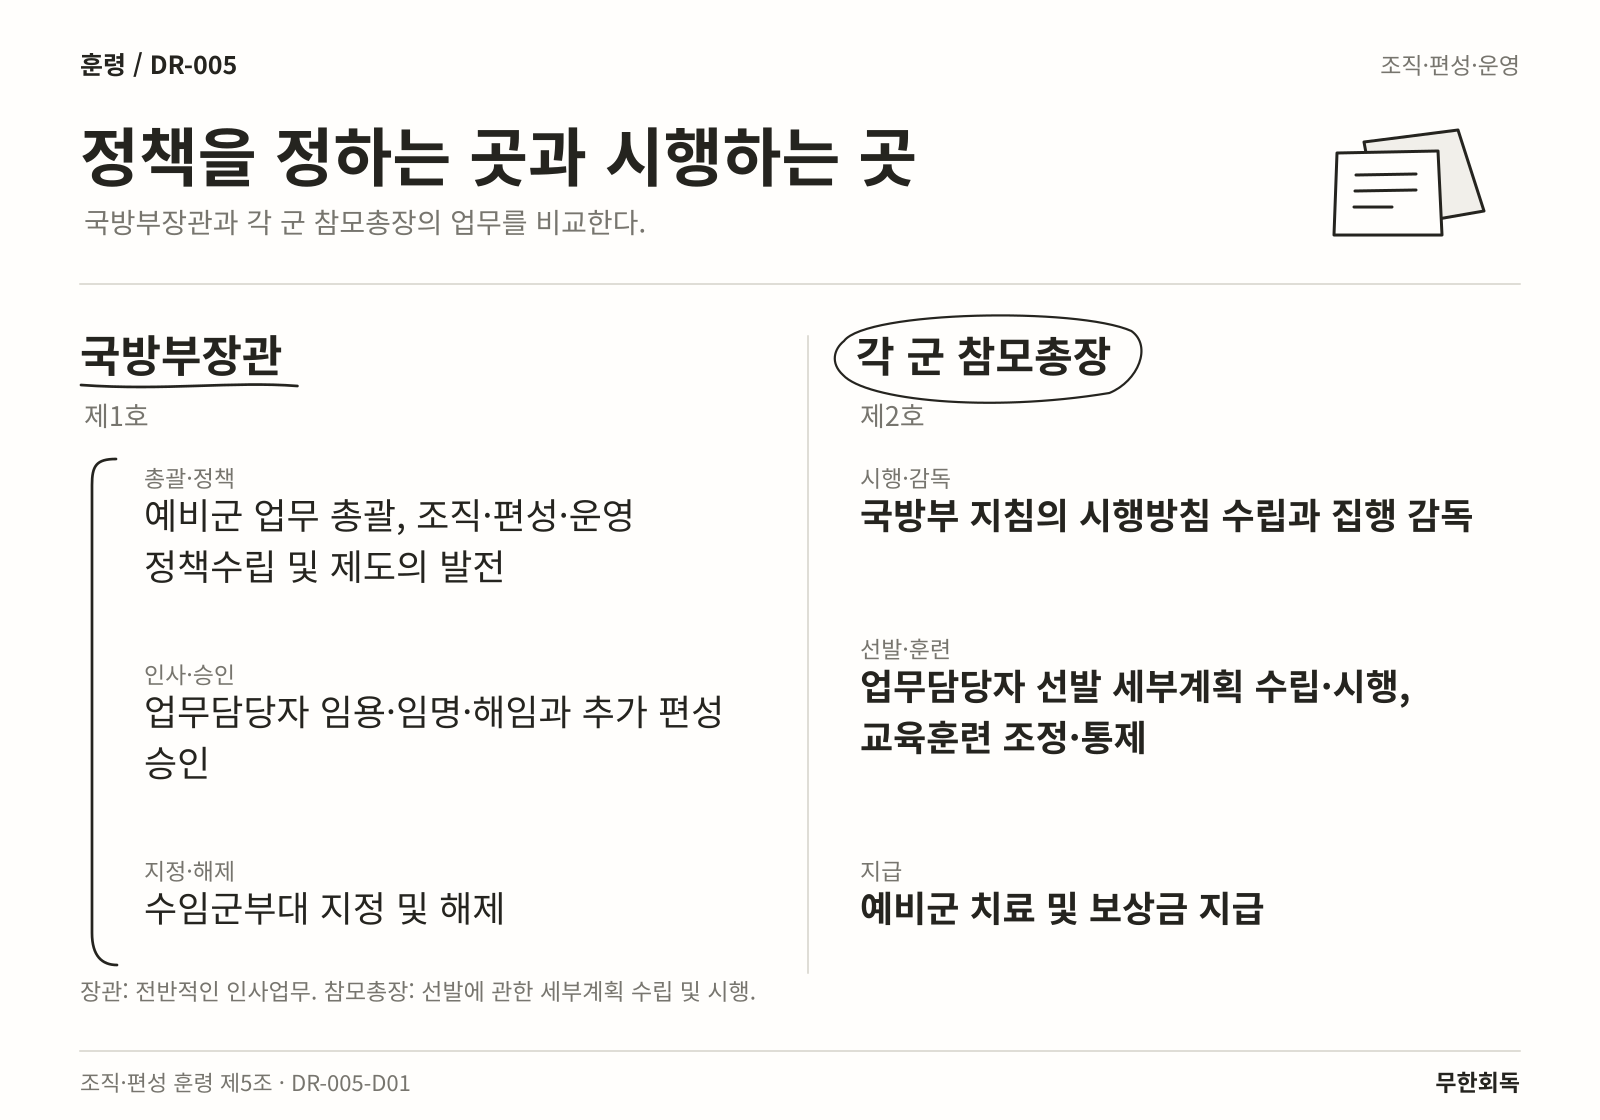 훈령 / DR-005
조직·편성·운영
정책을 정하는 곳과 시행하는 곳
국방부장관과 각 군 참모총장의 업무를 비교한다.
국방부장관
제1호
총괄·정책
예비군 업무 총괄, 조직·편성·운영
정책수립 및 제도의 발전
인사·승인
업무담당자 임용·임명·해임과 추가 편성
승인
지정·해제
수임군부대 지정 및 해제
각 군 참모총장
제2호
시행·감독
국방부 지침의 시행방침 수립과 집행 감독
선발·훈련
업무담당자 선발 세부계획 수립·시행,
교육훈련 조정·통제
지급
예비군 치료 및 보상금 지급
장관: 전반적인 인사업무. 참모총장: 선발에 관한 세부계획 수립 및 시행.
조직·편성 훈령 제5조 · DR-005-D01
무한회독